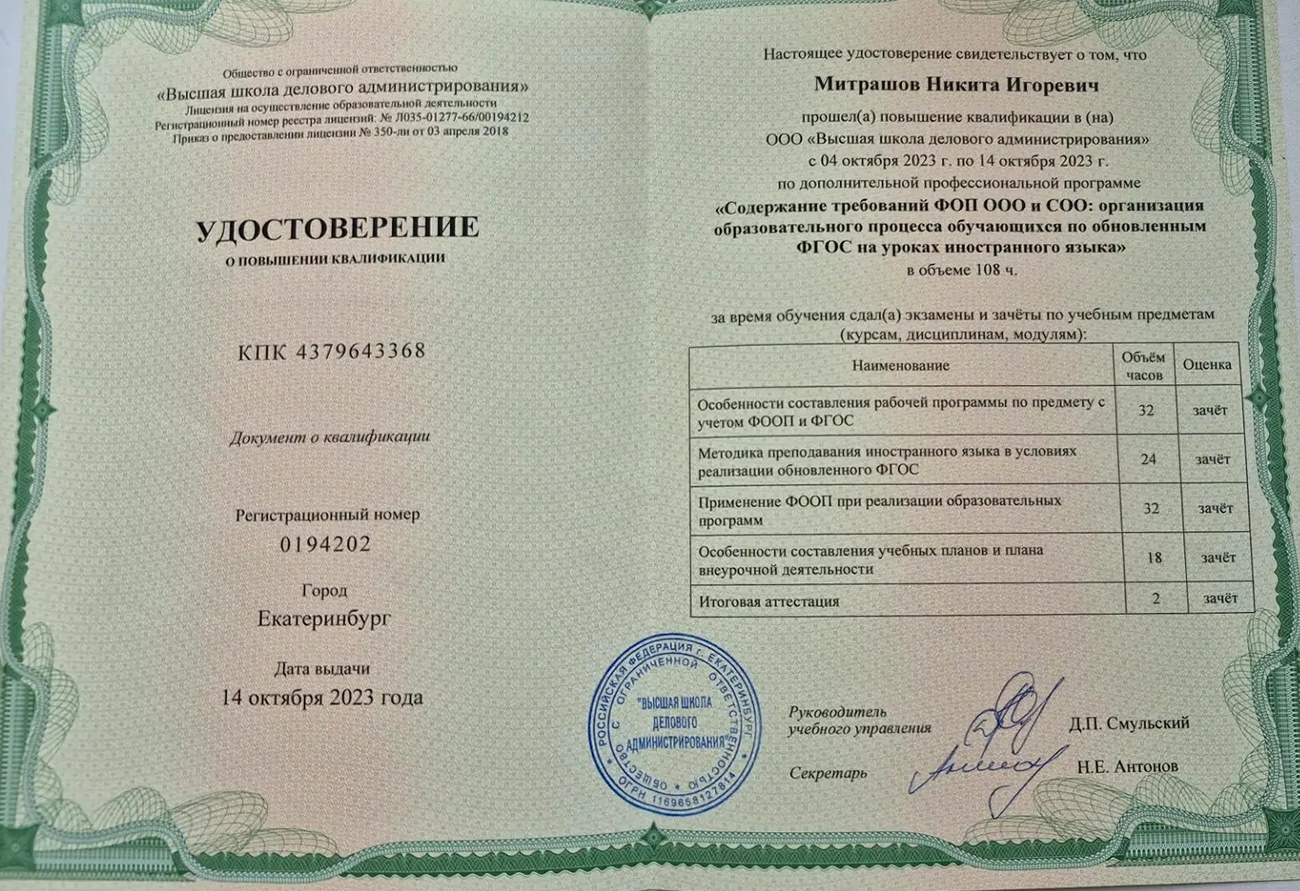 Общество с ограниченной ответственностью
«Высшая школа делового администрирования»
Лицензия на осуществление образовательной деятельности
Регистрационный номер реестра лицензий: № Л035-01277-66/00194212
Приказ о предоставлении лицензии № 350-ли от 03 апреля 2018
УДОСТОВЕРЕНИЕ
О ПОВЫШЕНИИ КВАЛИФИКАЦИИ
КПК 4379643368
Документ о квалификации
Регистрационный номер
0194202
Город
Екатеринбург
Дата выдачи
14 октября 2023 года
Настоящее удостоверение свидетельствует о том, что
Митрашов Никита Игоревич
прошел(а) повышение квалификации в (на)
ООО «Высшая школа делового администрирования»
с 04 октября 2023 г. по 14 октября 2023 г.
по дополнительной профессиональной программе
«Содержание требований ФОП ООО и СОО: организация
образовательного процесса обучающихся по обновленным
ФГОС на уроках иностранного языка»
в объеме 108 ч.
за время обучения сдал(а) экзамены и зачёты по учебным предметам
(курсам, дисциплинам, модулям):
Наименование Объём часов Оценка
Особенности составления рабочей программы по предмету с
учетом ФООП и ФГОС 32 зачёт
Методика преподавания иностранного языка в условиях
реализации обновленного ФГОС 24 зачёт
Применение ФООП при реализации образовательных
программ 32 зачёт
Особенности составления учебных планов и плана
внеурочной деятельности 18 зачёт
Итоговая аттестация 2 зачёт
РОССИЙСКАЯ ФЕДЕРАЦИЯ г. ЕКАТЕРИНБУРГ
ОБЩЕСТВО С ОГРАНИЧЕННОЙ ОТВЕТСТВЕННОСТЬЮ
ОГРН 1169658127814
"ВЫСШАЯ ШКОЛА
ДЕЛОВОГО
АДМИНИСТРИРОВАНИЯ"
Руководитель
учебного управления Д.П. Смульский
Секретарь Н.Е. Антонов